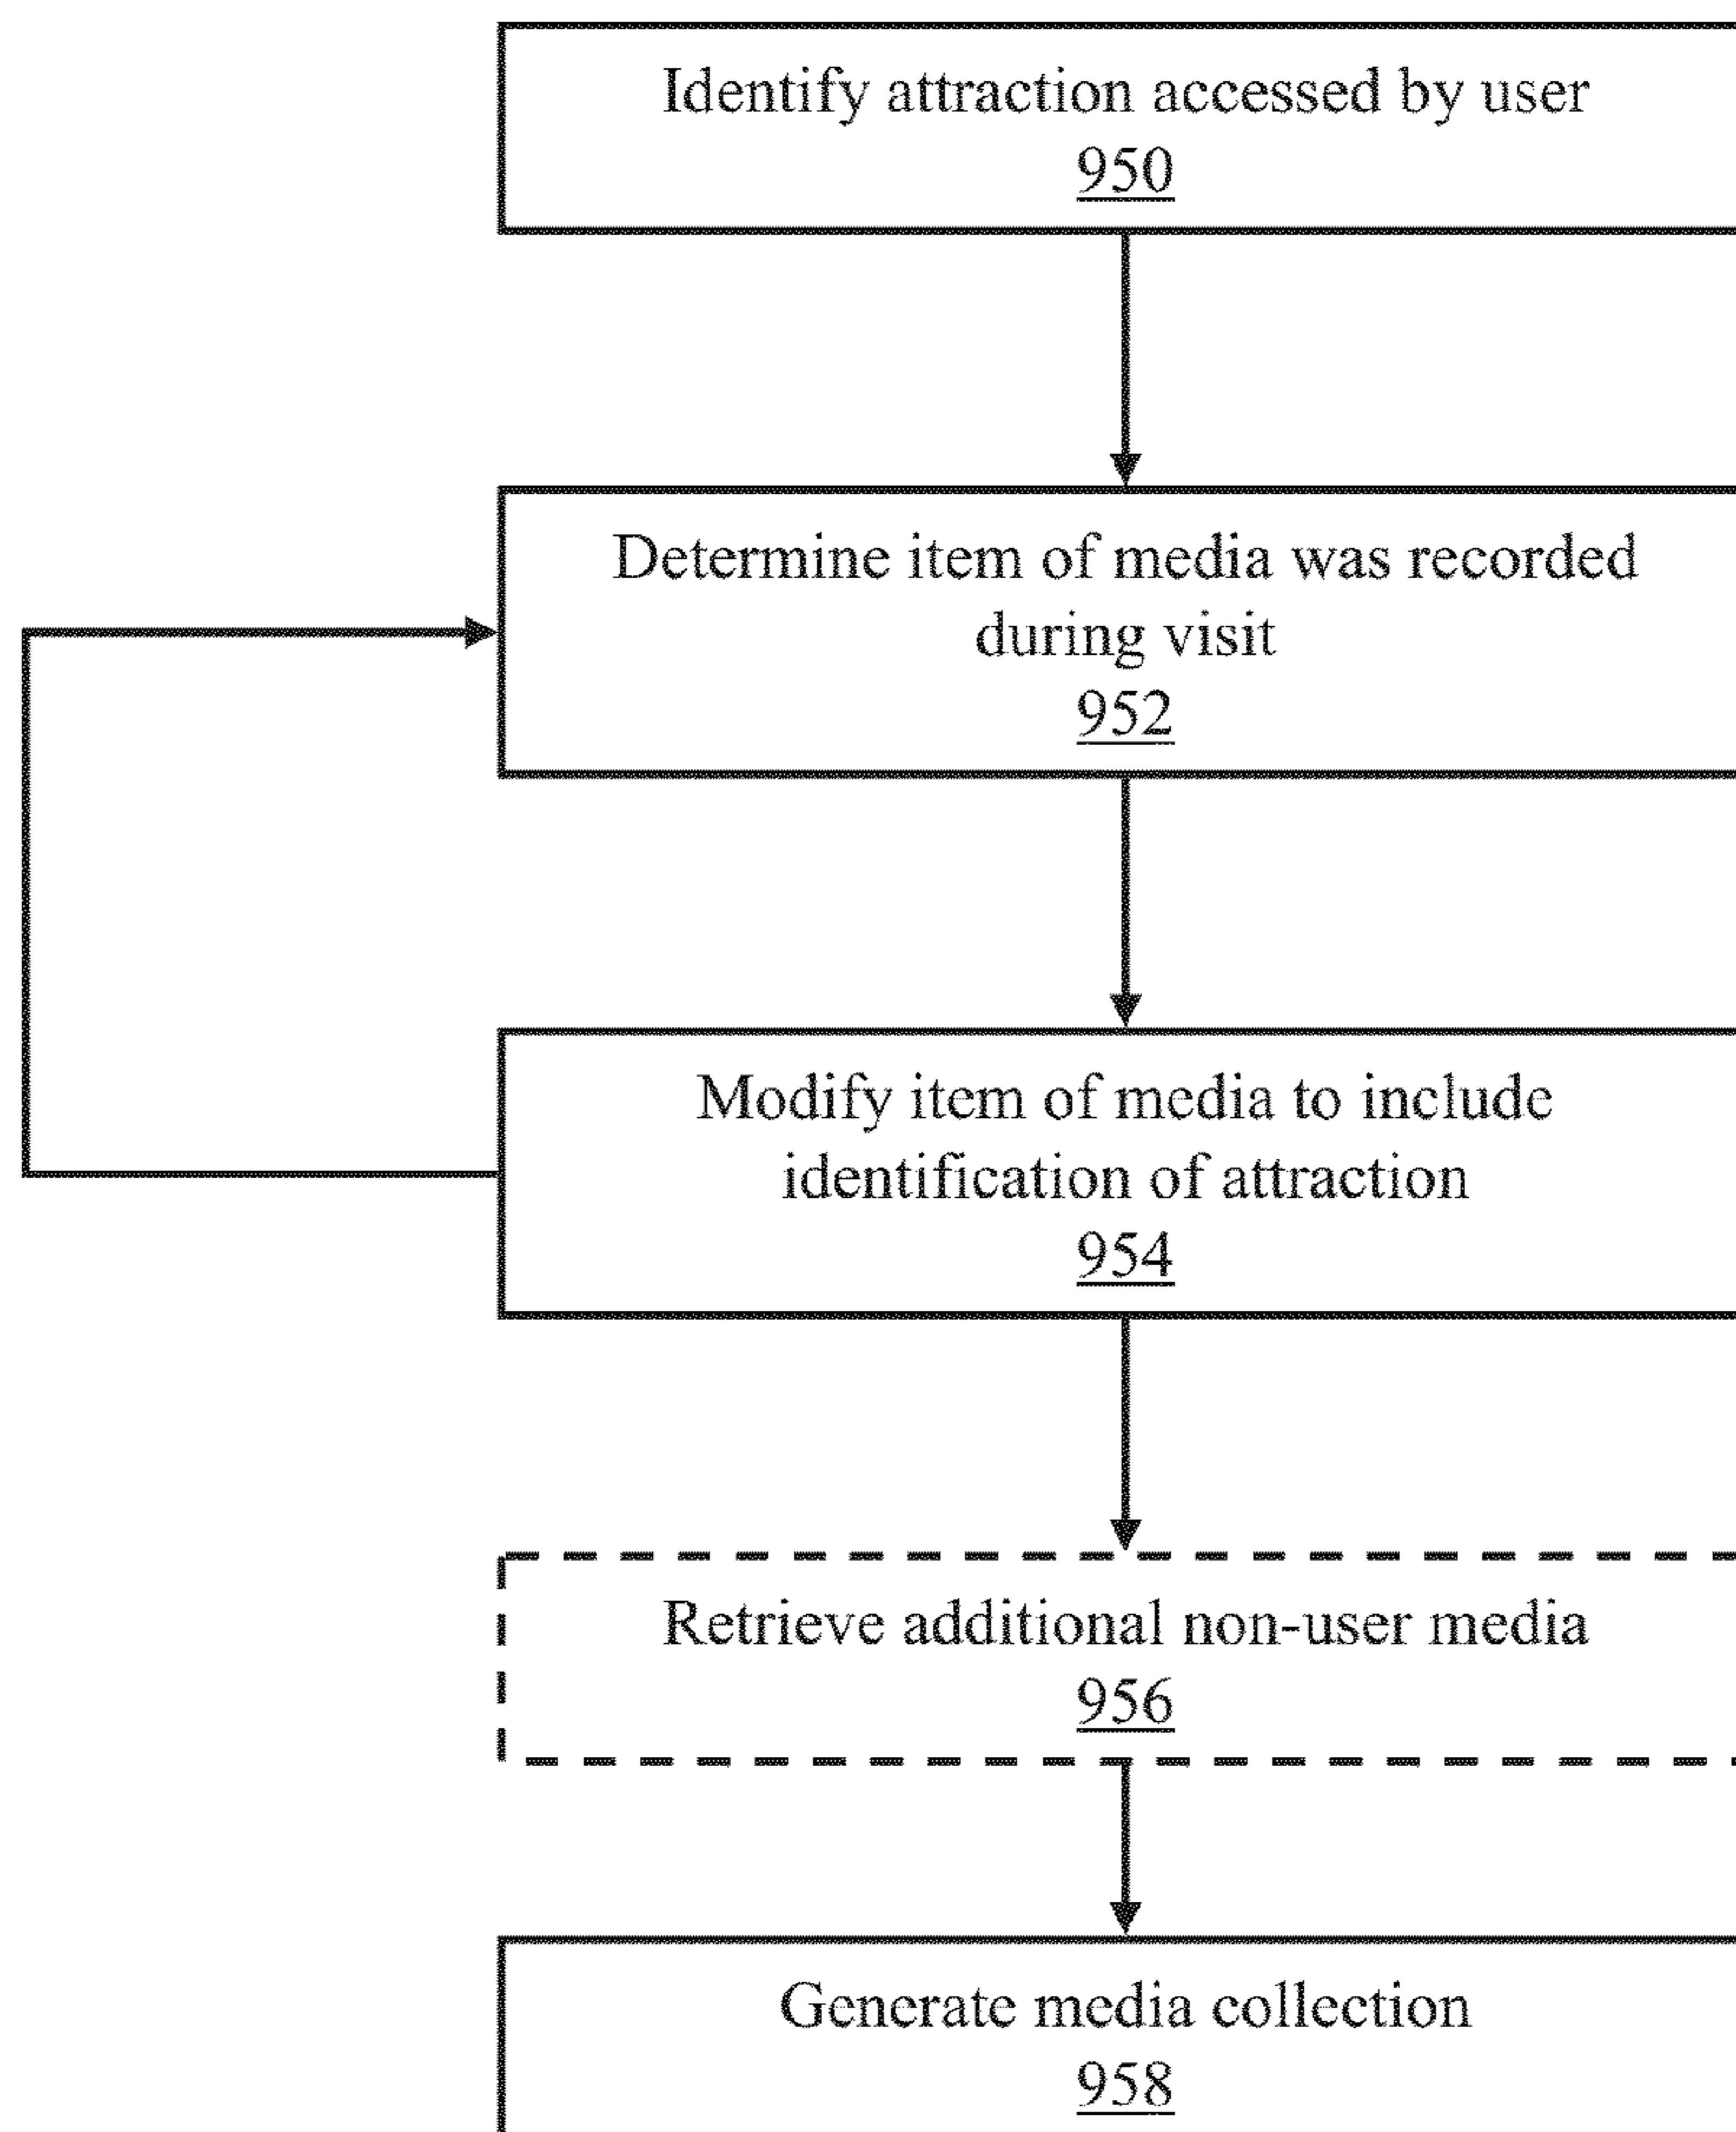 Identify attraction accessed by user
950
Determine item of media was recorded
during visit
952
Modify item of media to include
identification of attraction
954
Retrieve additional non-user media
956
Generate media collection
958